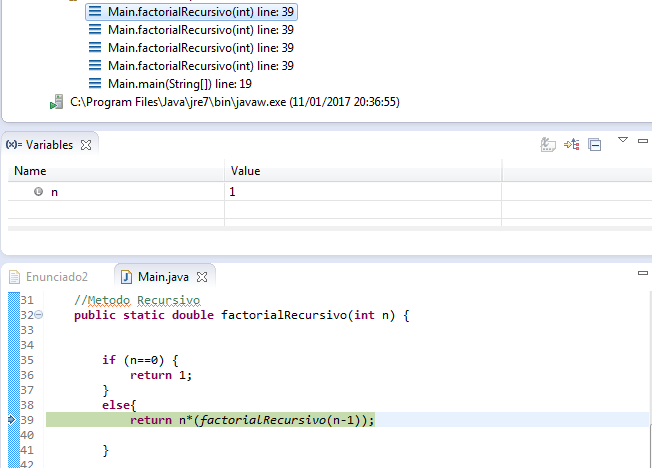 Main.factorialRecursivo(int) line: 39
Main.factorialRecursivo(int) line: 39
Main.factorialRecursivo(int) line: 39
Main.factorialRecursivo(int) line: 39
Main.main(String[]) line: 19
C:\Program Files\Java\jre7\bin\javaw.exe (11/01/2017 20:36:55)
(x)= Variables
Name Value
n 1
Enunciado2 Main.java
31 //Metodo Recursivo
32 public static double factorialRecursivo(int n) {
33
34
35 if (n==0) {
36 return 1;
37 }
38 else{
39 return n*(factorialRecursivo(n-1));
40
41 }
42